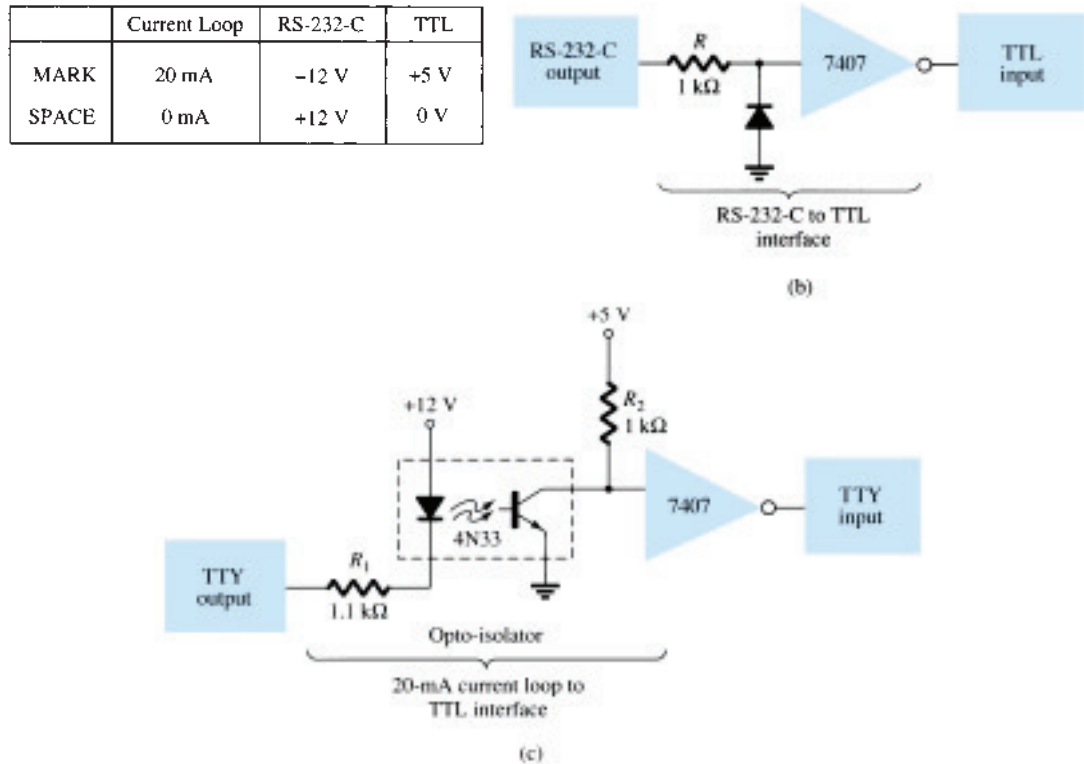 Current Loop RS-232-C TTL
MARK 20 mA −12 V +5 V
SPACE 0 mA +12 V 0 V
RS-232-C
output
R
1 kΩ
7407
TTL
input
RS-232-C to TTL
interface
(b)
+5 V
R2
1 kΩ
+12 V
4N33
7407
TTY
input
TTY
output
R1
1.1 kΩ
Opto-isolator
20-mA current loop to
TTL interface
(c)